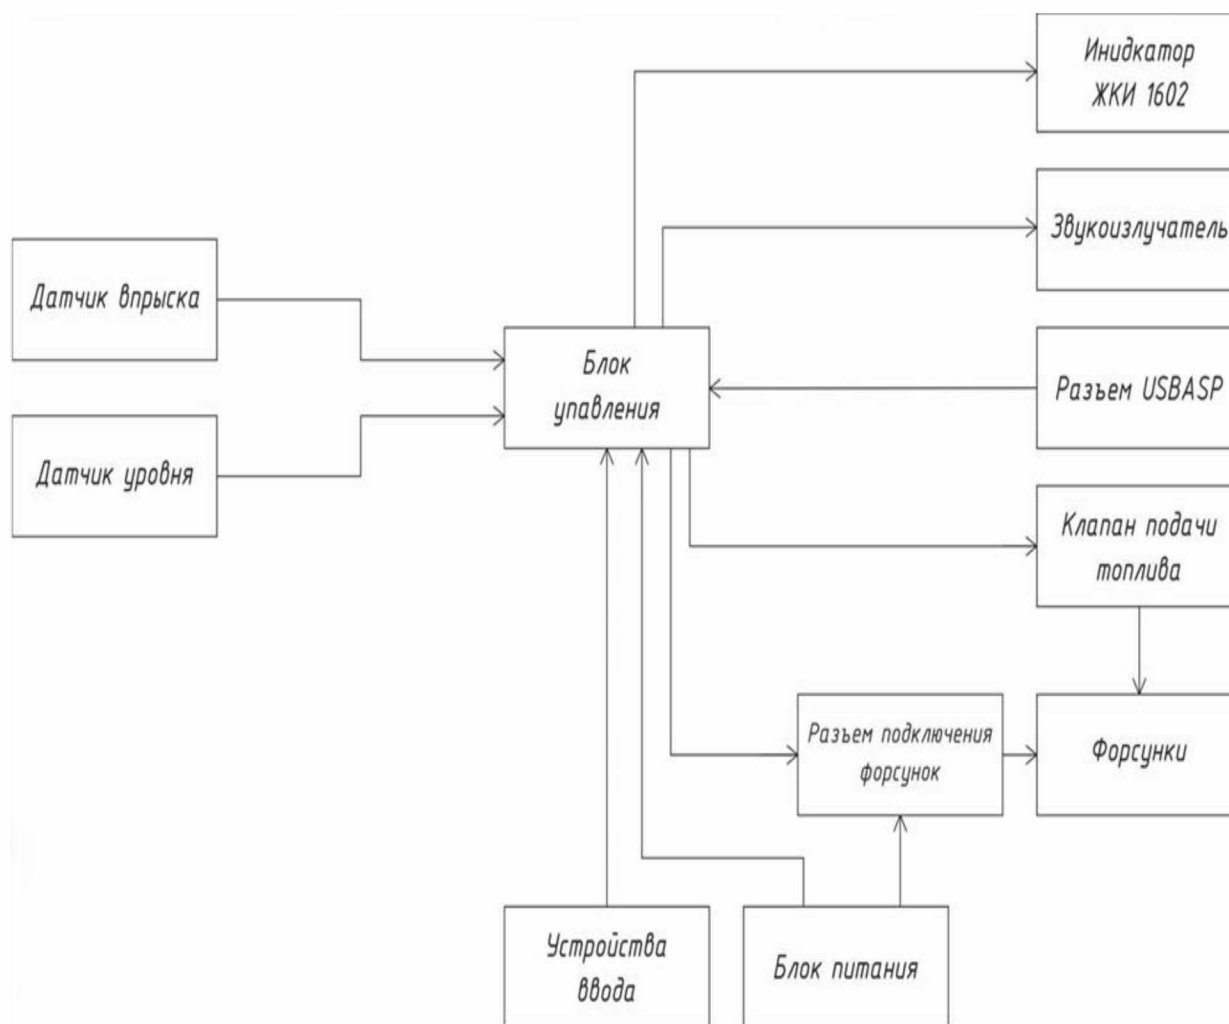 Инидкатор
ЖКИ 1602
Звукоизлучатель
Датчик впрыска
Блок
упавления
Разъем USBASP
Датчик уровня
Клапан подачи
топлива
Разъем подключения
форсунок
Форсунки
Устройства
ввода
Блок питания